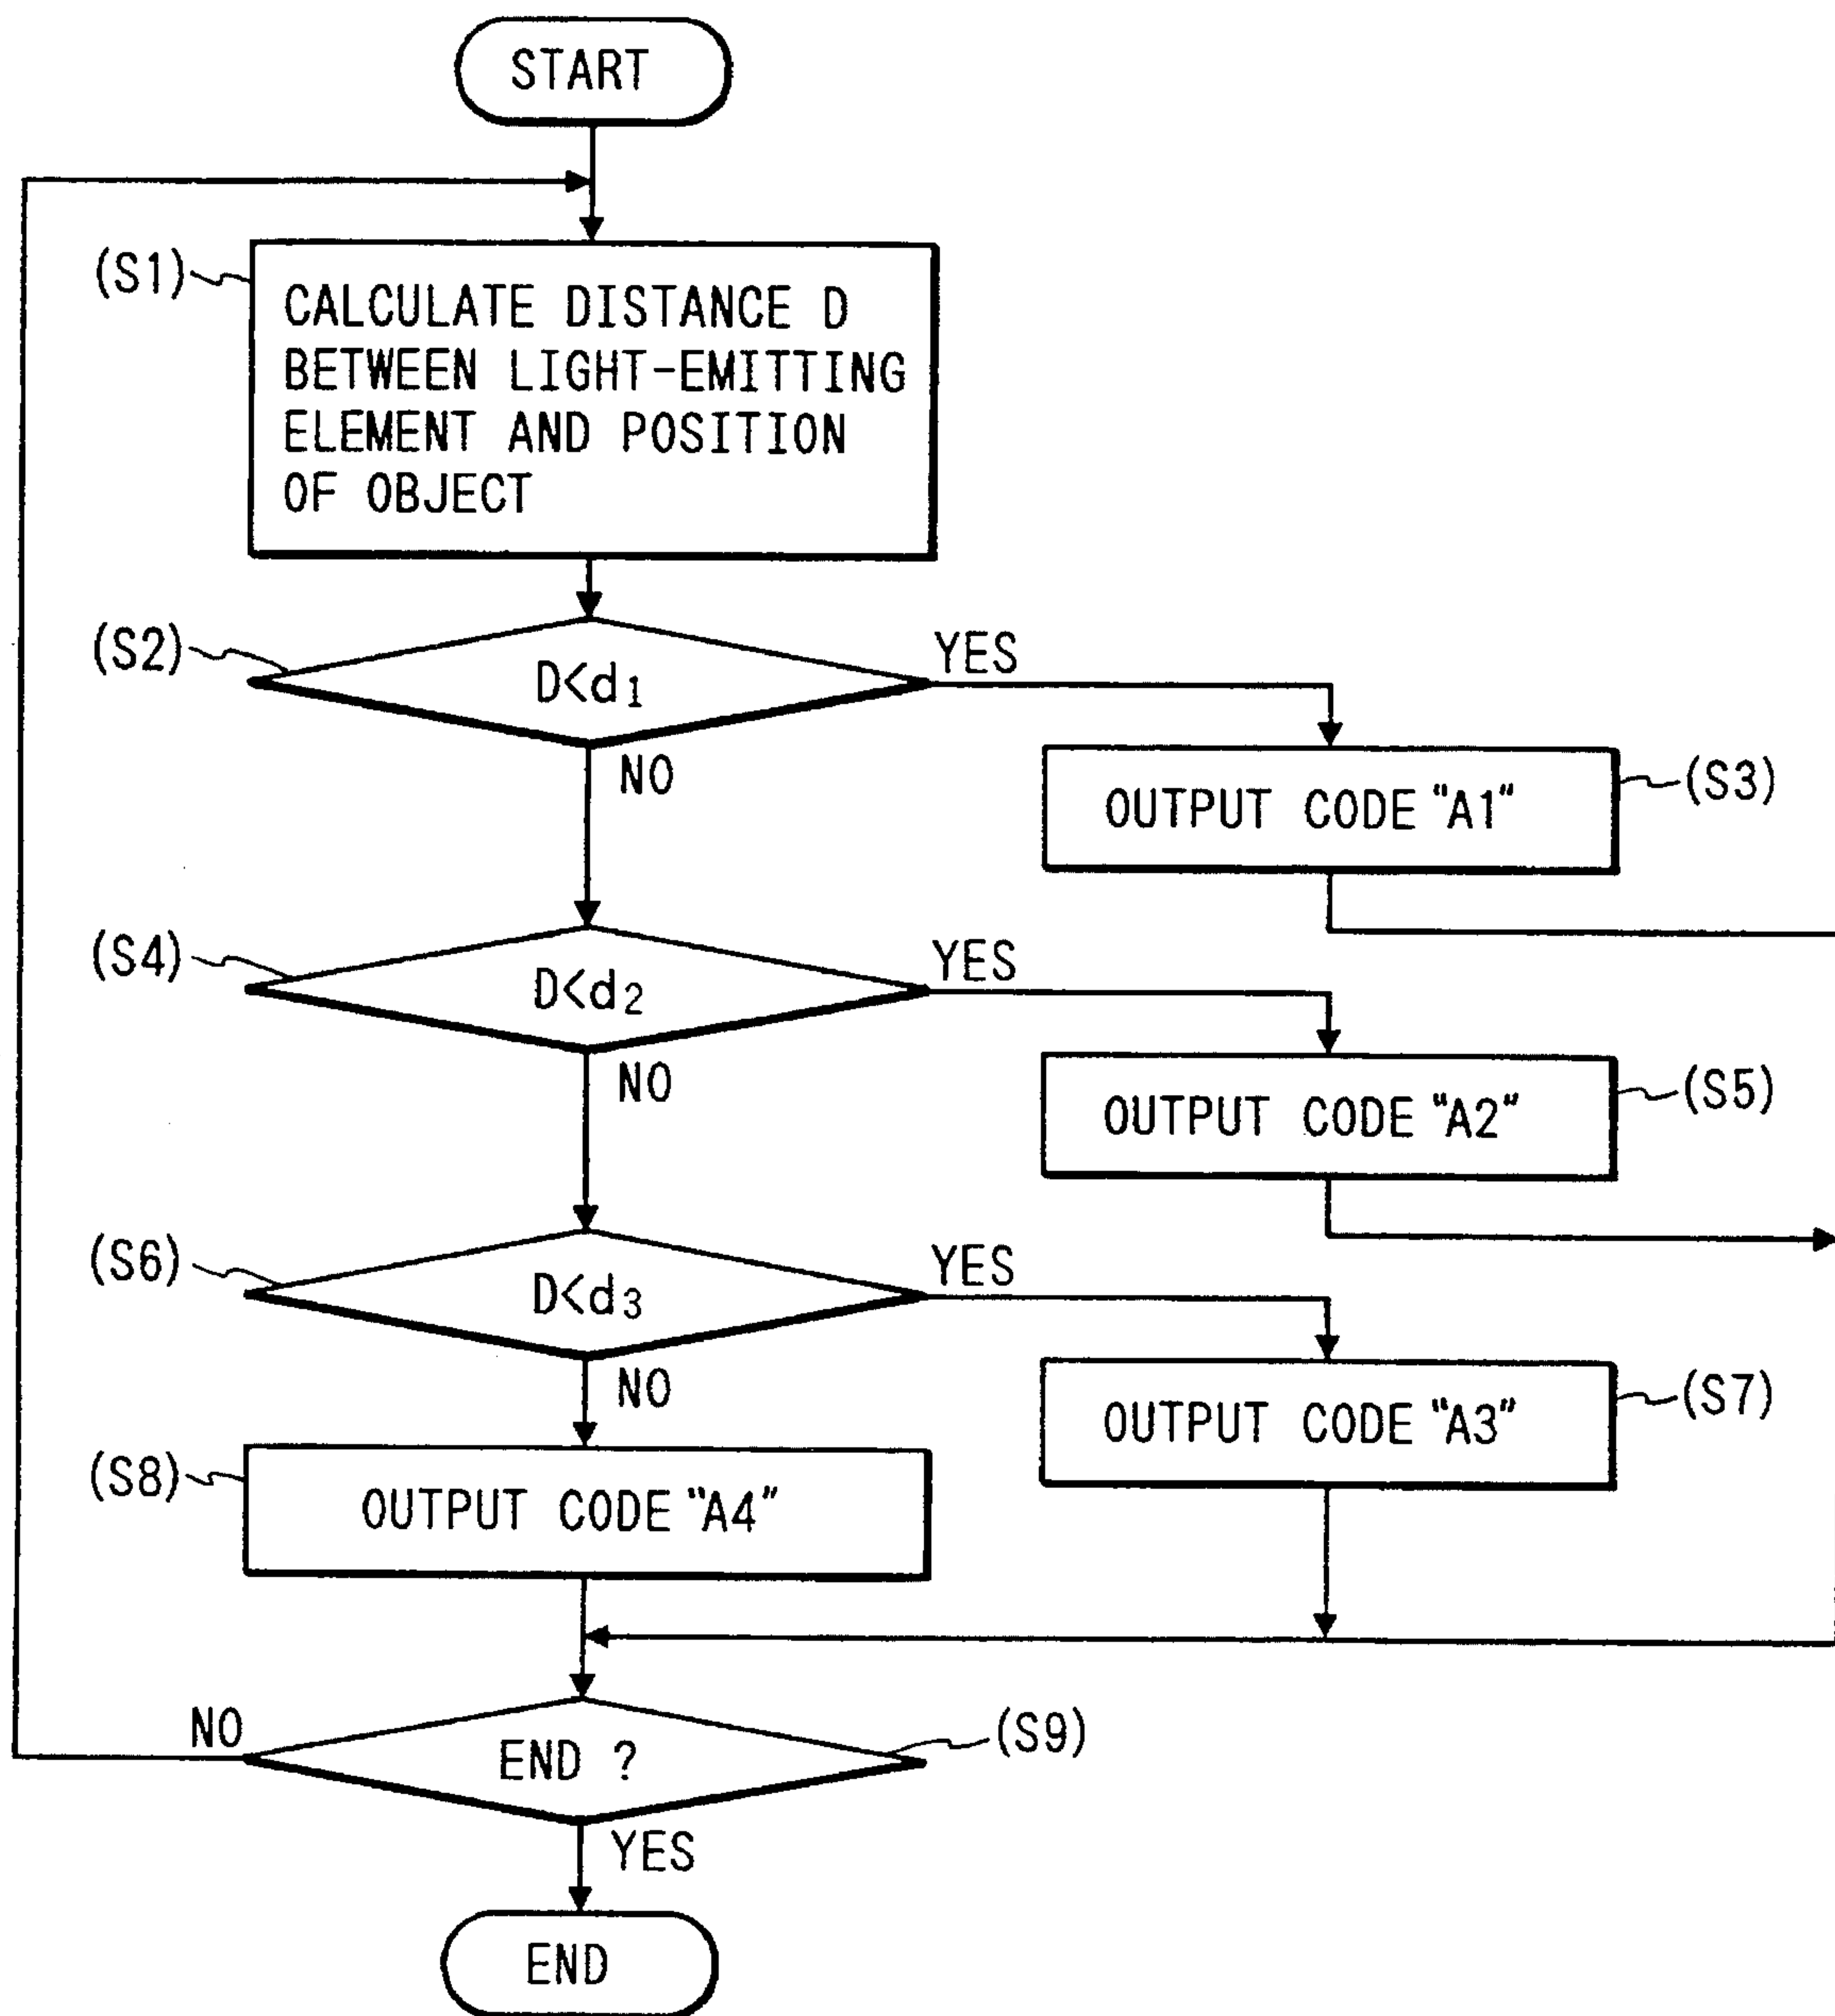 START
(S1)
CALCULATE DISTANCE D
BETWEEN LIGHT-EMITTING
ELEMENT AND POSITION
OF OBJECT
(S2)
D<d1
YES
NO
OUTPUT CODE "A1"
(S3)
(S4)
D<d2
YES
NO
OUTPUT CODE "A2"
(S5)
(S6)
D<d3
YES
NO
OUTPUT CODE "A3"
(S7)
(S8)
OUTPUT CODE "A4"
NO
END ?
(S9)
YES
END